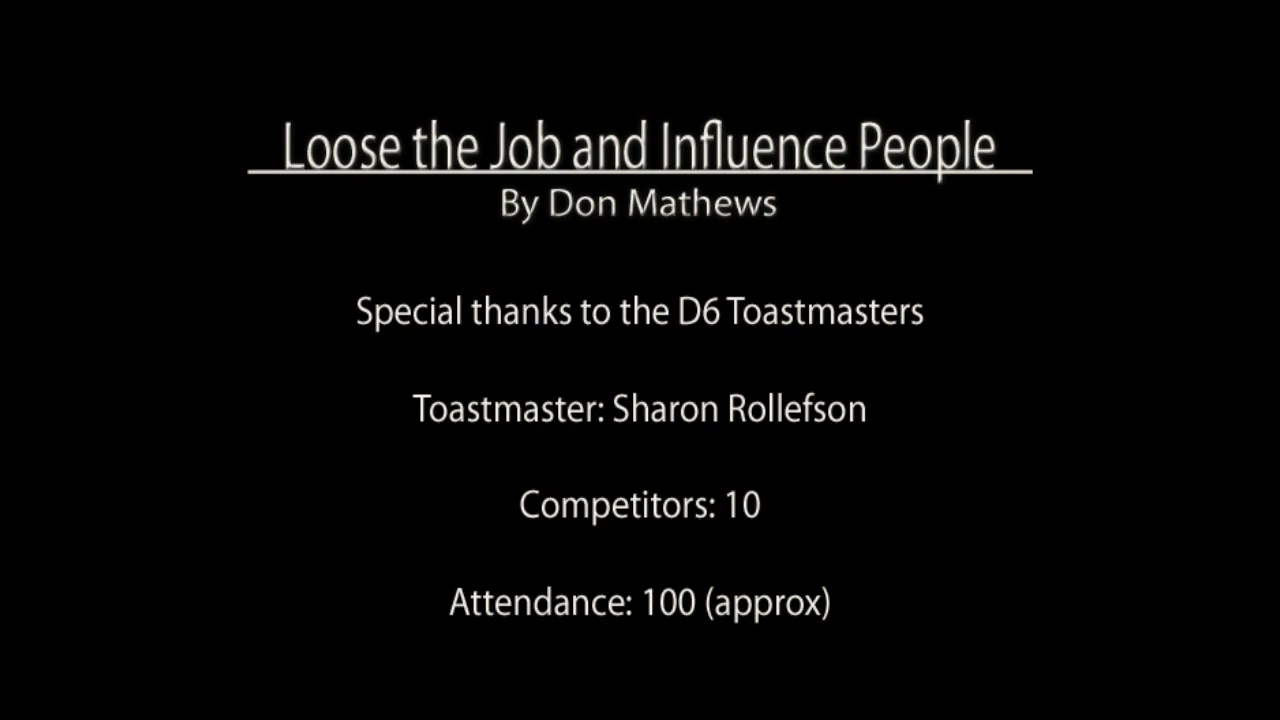 Loose the Job and Influence People
By Don Mathews
Special thanks to the D6 Toastmasters
Toastmaster: Sharon Rollefson
Competitors: 10
Attendance: 100 (approx)